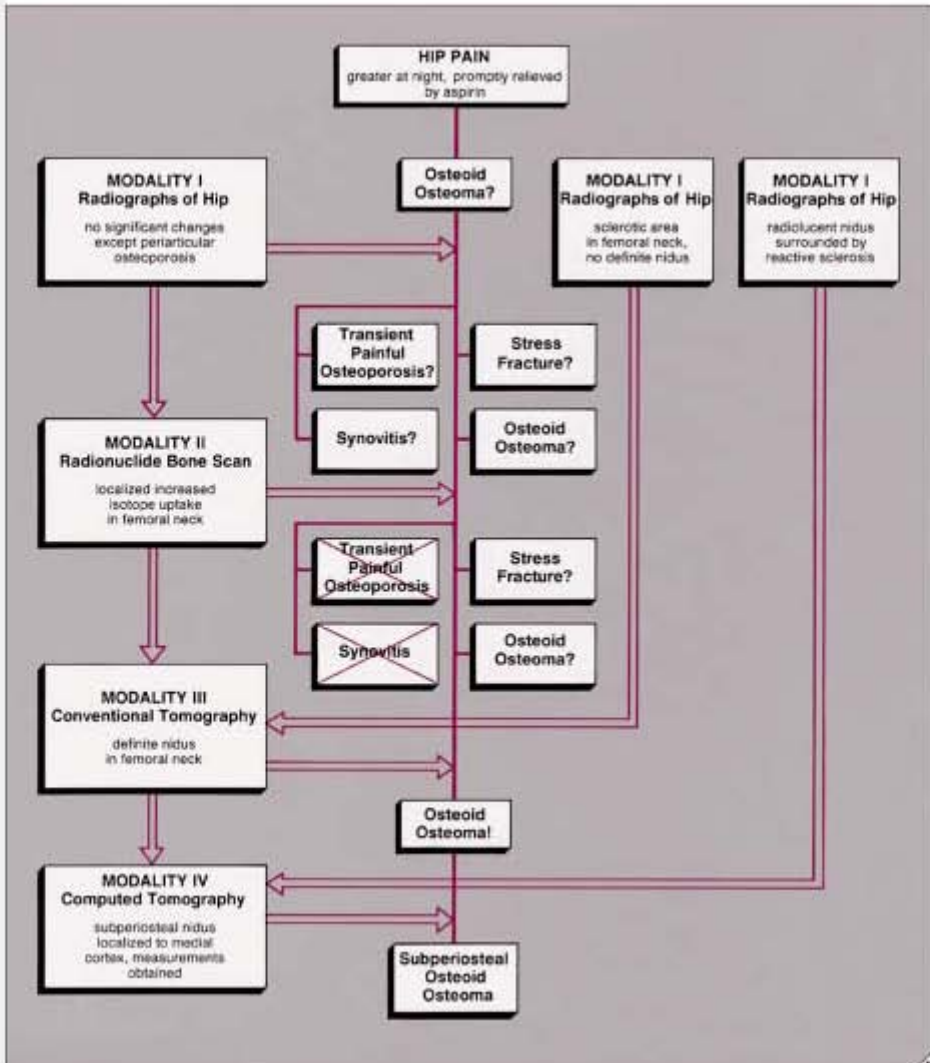 HIP PAIN
greater at night, promptly relieved
by aspirin
Osteoid
Osteoma?
MODALITY I
Radiographs of Hip
no significant changes
except periarticular
osteoporosis
MODALITY I
Radiographs of Hip
sclerotic area
in femoral neck,
no definite nidus
MODALITY I
Radiographs of Hip
radiolucent nidus
surrounded by
reactive sclerosis
Transient
Painful
Osteoporosis?
Stress
Fracture?
Synovitis?
Osteoid
Osteoma?
MODALITY II
Radionuclide Bone Scan
localized increased
isotope uptake
in femoral neck
Transient
Painful
Osteoporosis
Stress
Fracture?
Synovitis
Osteoid
Osteoma?
MODALITY III
Conventional Tomography
definite nidus
in femoral neck
Osteoid
Osteoma!
MODALITY IV
Computed Tomography
subperiosteal nidus
localized to medial
cortex, measurements
obtained
Subperiosteal
Osteoid
Osteoma